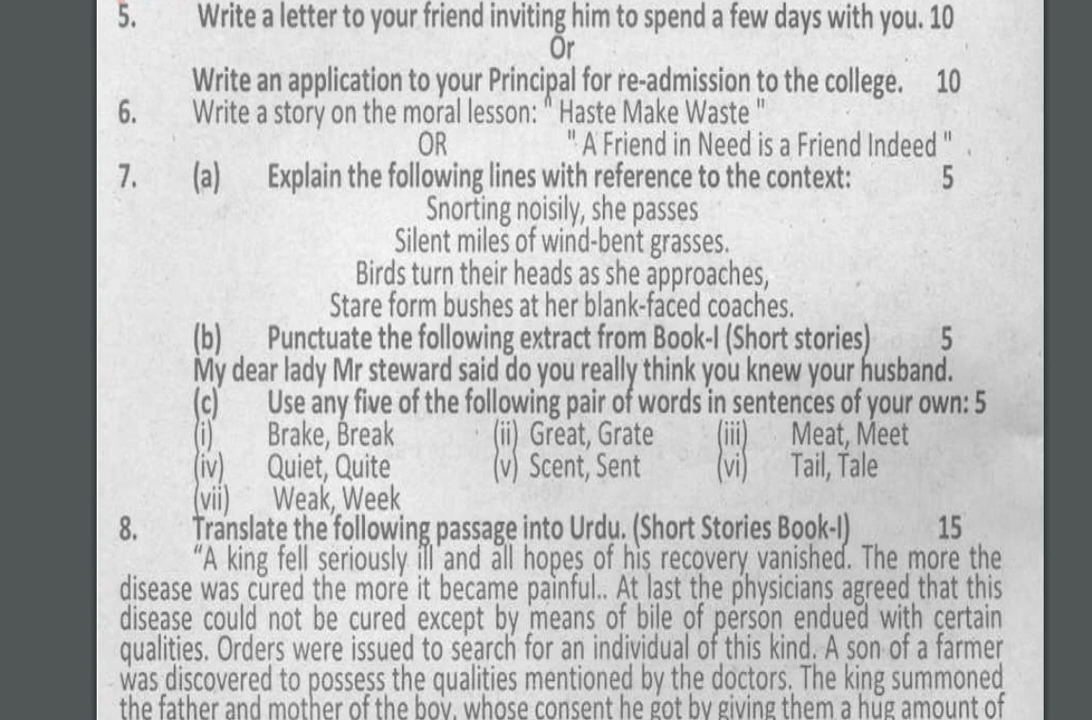 5. Write a letter to your friend inviting him to spend a few days with you. 10
Or
Write an application to your Principal for re-admission to the college. 10
6. Write a story on the moral lesson: " Haste Make Waste "
OR " A Friend in Need is a Friend Indeed "
7. (a) Explain the following lines with reference to the context: 5
Snorting noisily, she passes
Silent miles of wind-bent grasses.
Birds turn their heads as she approaches,
Stare form bushes at her blank-faced coaches.
(b) Punctuate the following extract from Book-I (Short stories) 5
My dear lady Mr steward said do you really think you knew your husband.
(c) Use any five of the following pair of words in sentences of your own: 5
(i) Brake, Break (ii) Great, Grate (iii) Meat, Meet
(iv) Quiet, Quite (v) Scent, Sent (vi) Tail, Tale
(vii) Weak, Week
8. Translate the following passage into Urdu. (Short Stories Book-I) 15
"A king fell seriously ill and all hopes of his recovery vanished. The more the
disease was cured the more it became painful.. At last the physicians agreed that this
disease could not be cured except by means of bile of person endued with certain
qualities. Orders were issued to search for an individual of this kind. A son of a farmer
was discovered to possess the qualities mentioned by the doctors. The king summoned
the father and mother of the boy, whose consent he got by giving them a hug amount of